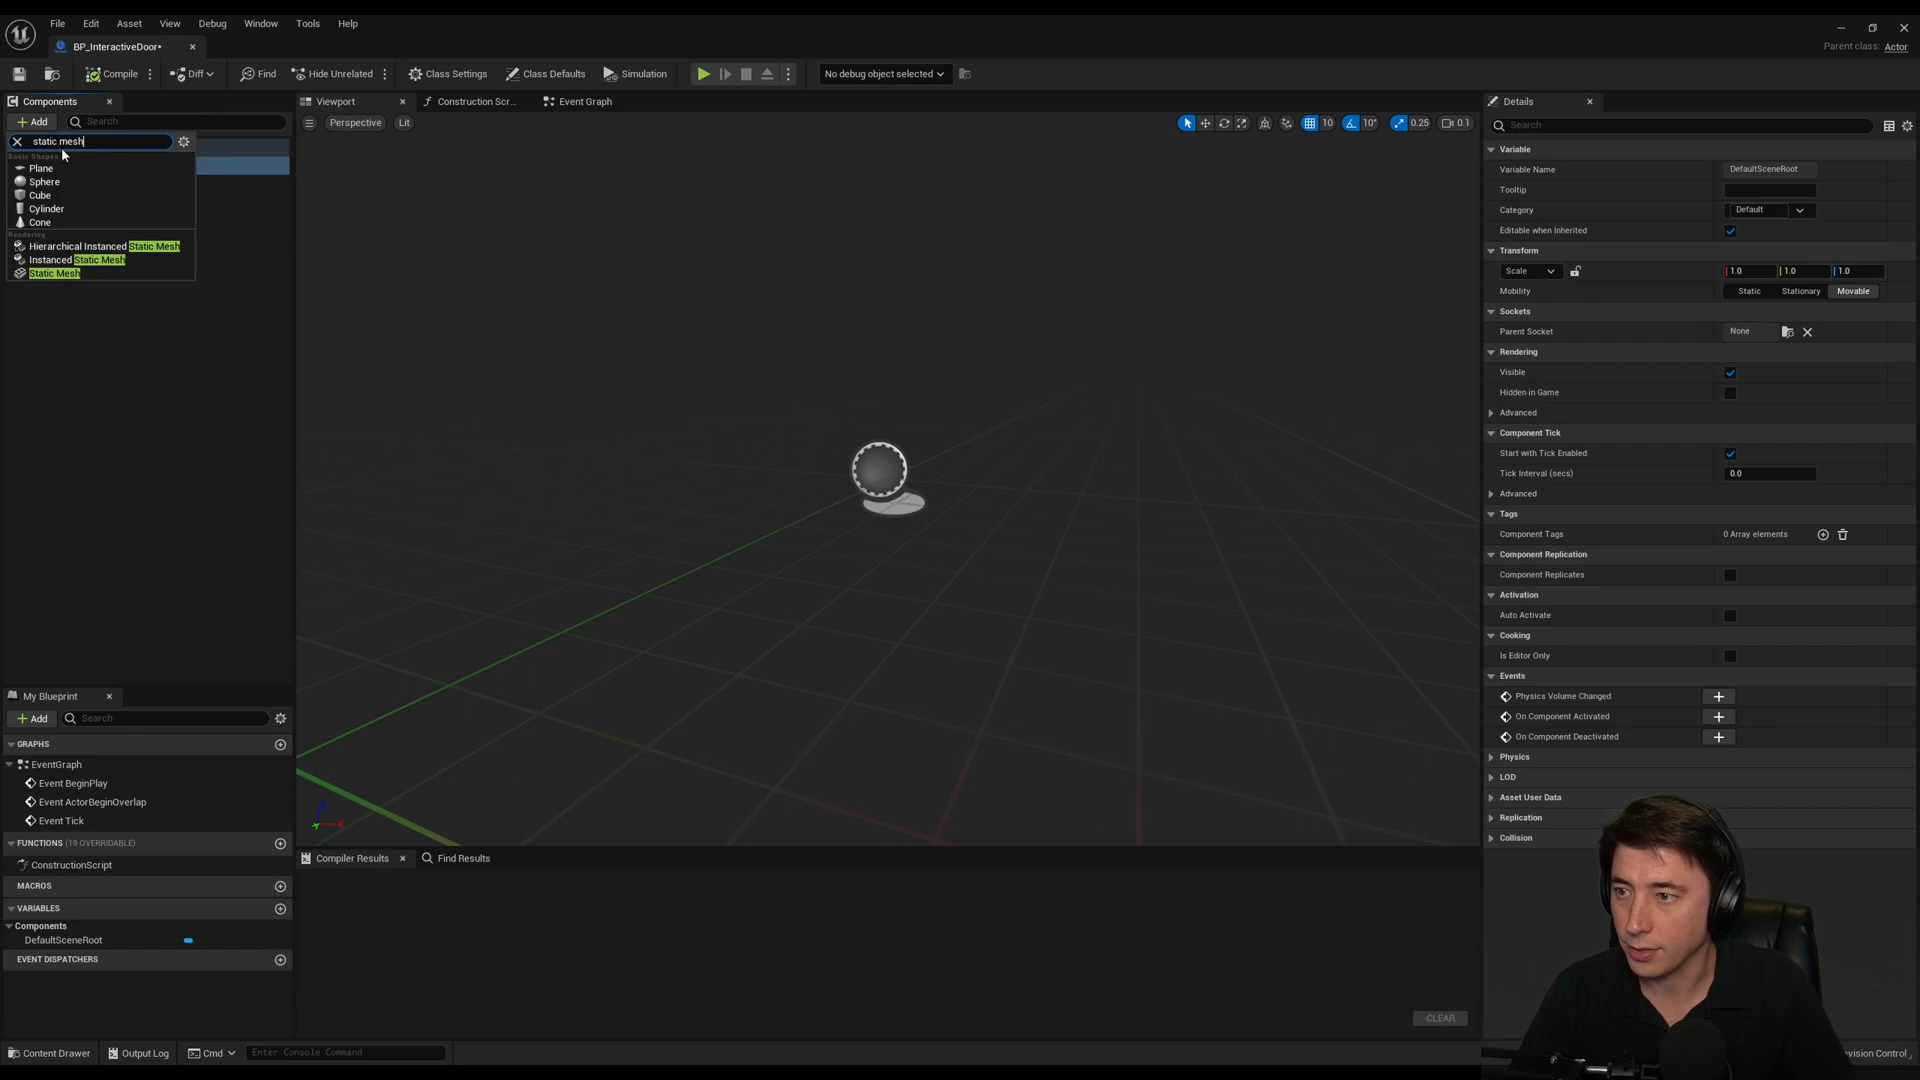 File Edit Asset View Debug Window Tools Help
BP_InteractiveDoor*
Parent class: Actor
Compile Diff Find Hide Unrelated Class Settings Class Defaults Simulation No debug object selected
Components
Add Search
static mesh
Basic Shapes
Plane
Sphere
Cube
Cylinder
Cone
Rendering
Hierarchical Instanced Static Mesh
Instanced Static Mesh
Static Mesh
Viewport Construction Scr... Event Graph
Perspective Lit
10 10° 0.25 0.1
My Blueprint
Add Search
GRAPHS
EventGraph
Event BeginPlay
Event ActorBeginOverlap
Event Tick
FUNCTIONS (19 OVERRIDABLE)
ConstructionScript
MACROS
VARIABLES
Components
DefaultSceneRoot
EVENT DISPATCHERS
Compiler Results Find Results
CLEAR
Details
Search
Variable
Variable Name DefaultSceneRoot
Tooltip
Category Default
Editable when Inherited
Transform
Scale 1.0 1.0 1.0
Mobility Static Stationary Movable
Sockets
Parent Socket None
Rendering
Visible
Hidden in Game
Advanced
Component Tick
Start with Tick Enabled
Tick Interval (secs) 0.0
Advanced
Tags
Component Tags 0 Array elements
Component Replication
Component Replicates
Activation
Auto Activate
Cooking
Is Editor Only
Events
Physics Volume Changed
On Component Activated
On Component Deactivated
Physics
LOD
Asset User Data
Replication
Collision
Content Drawer Output Log Cmd Enter Console Command
Control